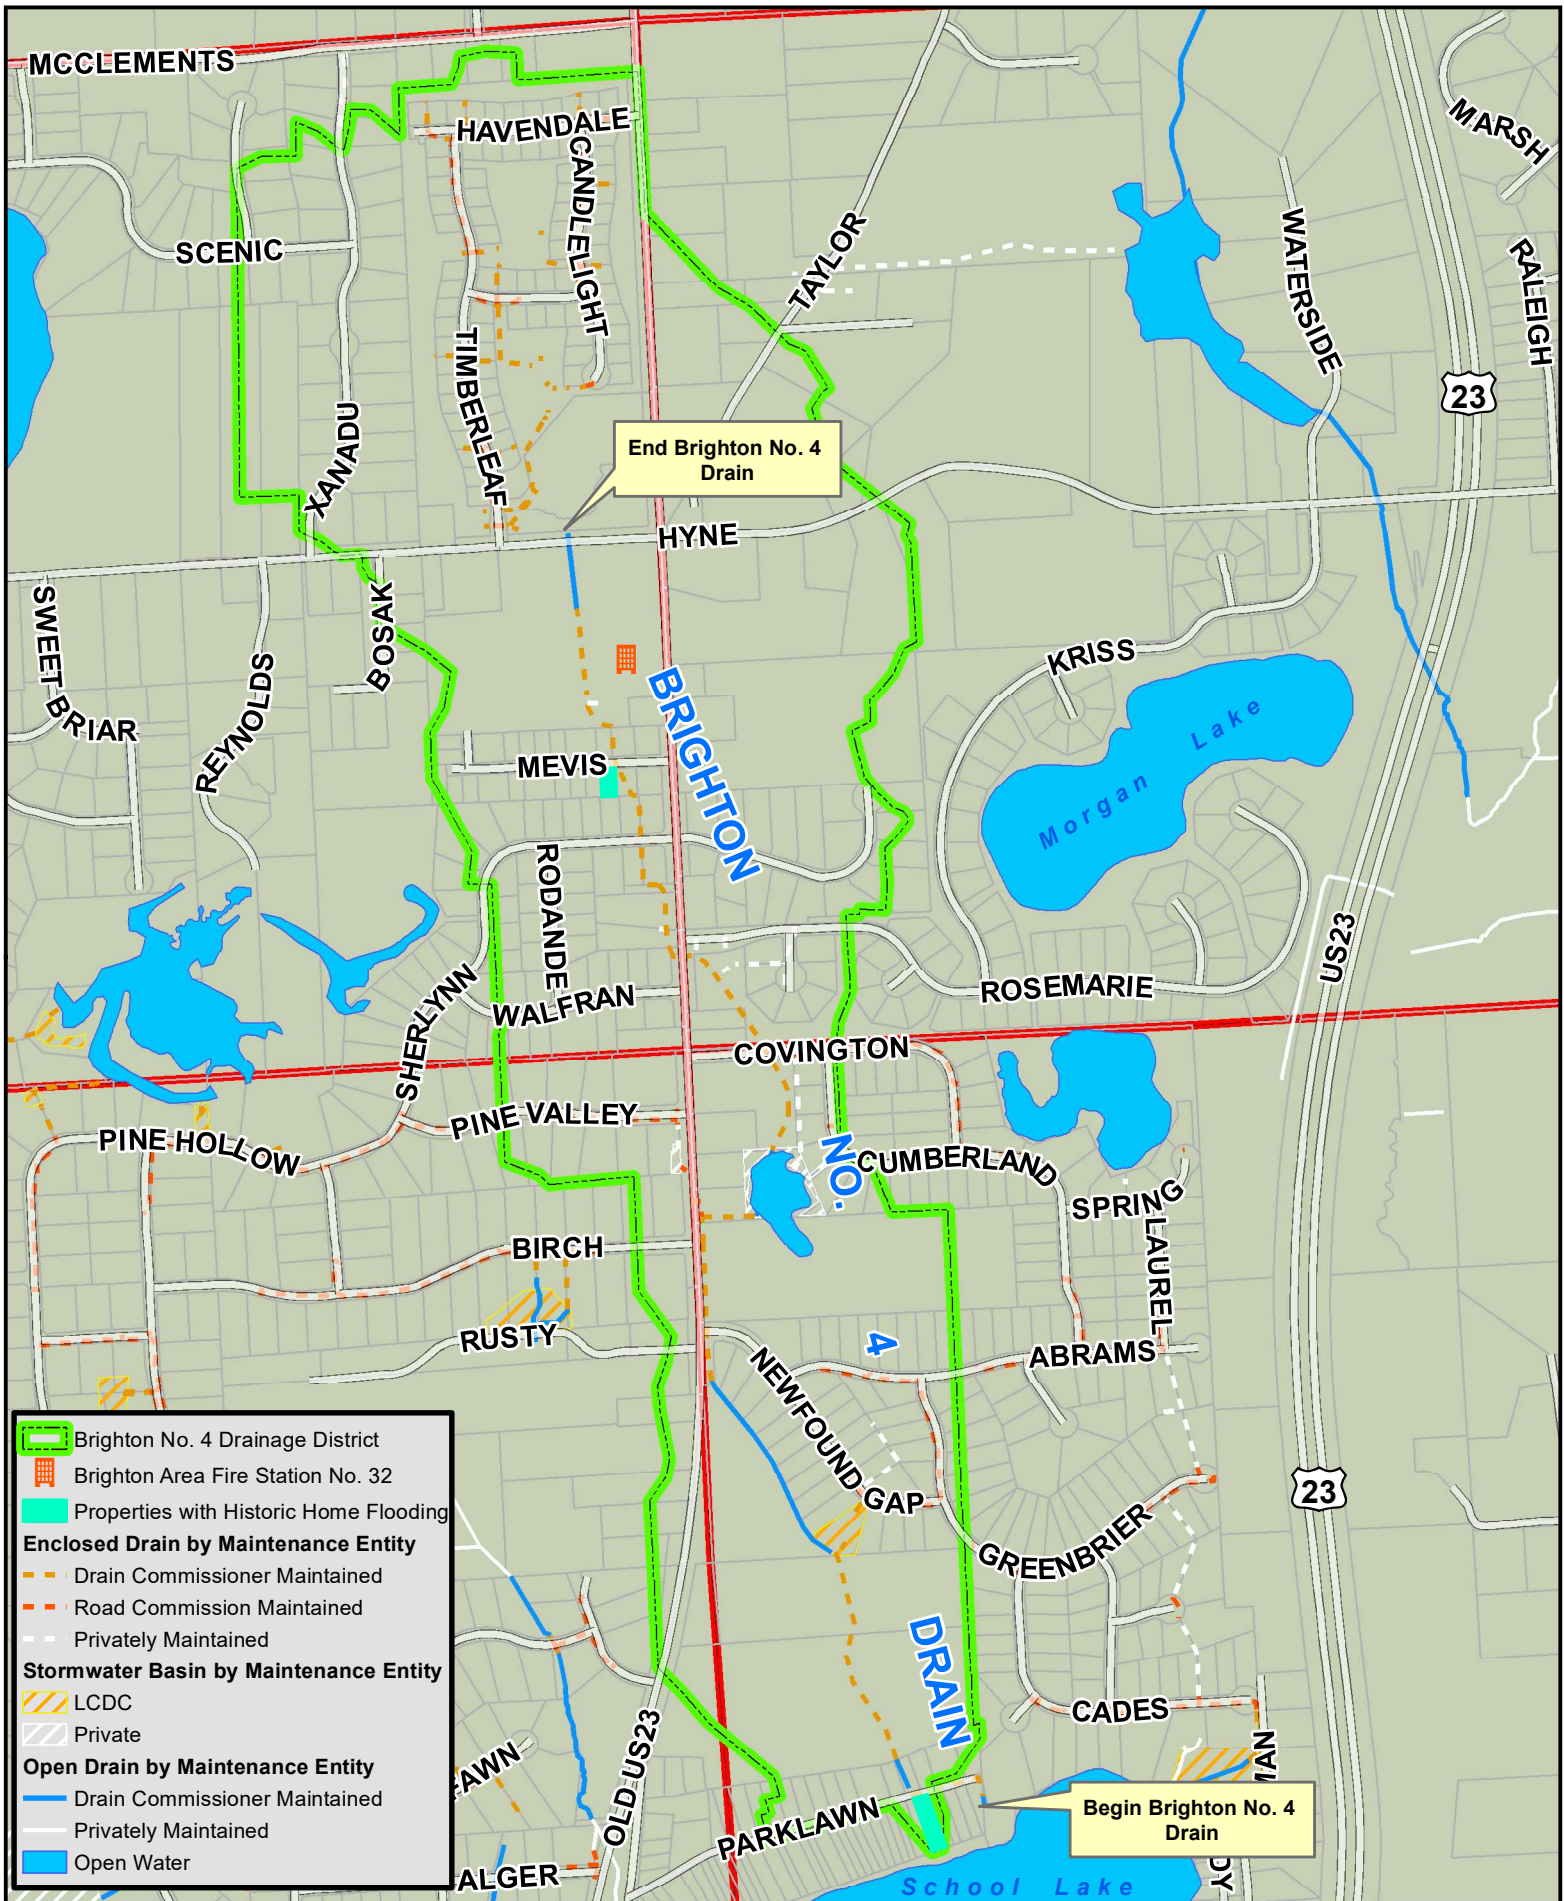 MCCLEMENTS
HAVENDALE
CANDLELIGHT
MARSH
SCENIC
TAYLOR
WATERSIDE
RALEIGH
TIMBERLEAF
XANADU
23
End Brighton No. 4
Drain
HYNE
SWEET BRIAR
BOSAK
REYNOLDS
KRISS
BRIGHTON
Morgan Lake
MEVIS
RODANDE
US23
SHERLYNN
WALFRAN
ROSEMARIE
COVINGTON
PINE VALLEY
PINE HOLLOW
NO.
CUMBERLAND
SPRING
LAUREL
BIRCH
RUSTY
4
ABRAMS
NEWFOUND GAP
23
GREENBRIER
DRAIN
CADES
OLD US23
PARKLAWN
ALGER
School Lake
Begin Brighton No. 4
Drain
Brighton No. 4 Drainage District
Brighton Area Fire Station No. 32
Properties with Historic Home Flooding
Enclosed Drain by Maintenance Entity
Drain Commissioner Maintained
Road Commission Maintained
Privately Maintained
Stormwater Basin by Maintenance Entity
LCDC
Private
Open Drain by Maintenance Entity
Drain Commissioner Maintained
Privately Maintained
Open Water